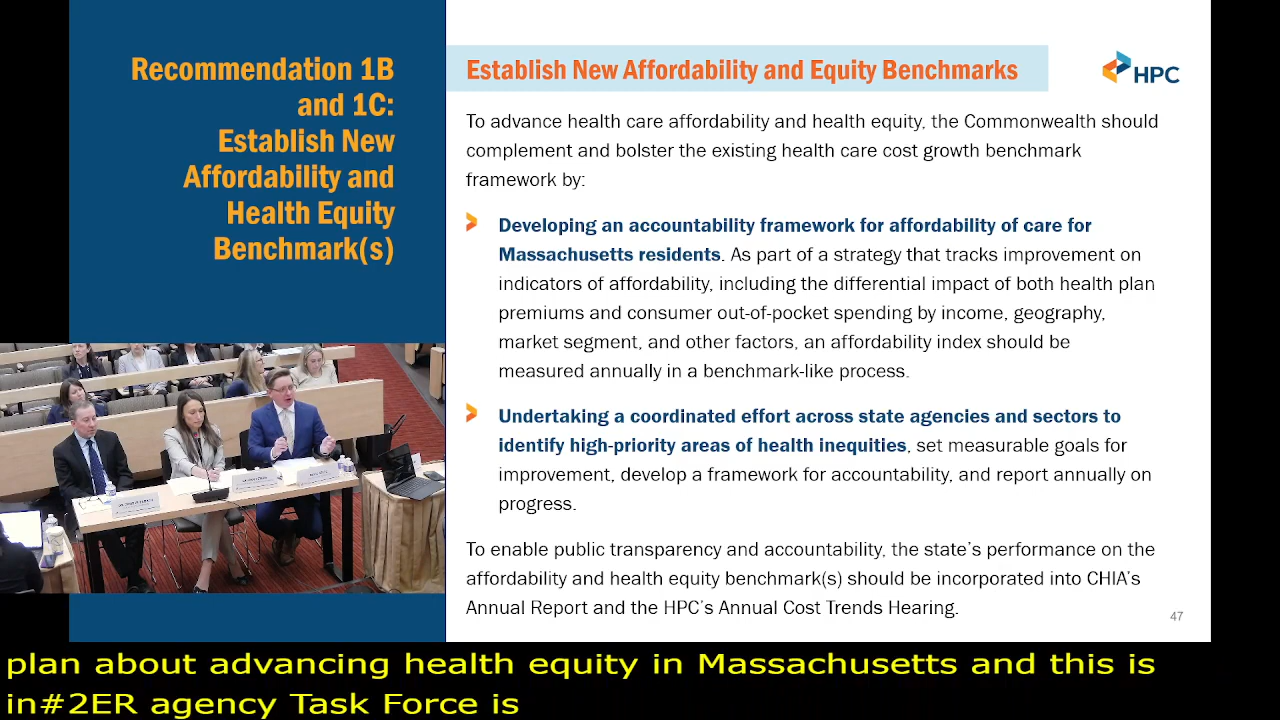 Recommendation 1B
and 1C:
Establish New
Affordability and
Health Equity
Benchmark(s)
Establish New Affordability and Equity Benchmarks
HPC
To advance health care affordability and health equity, the Commonwealth should
complement and bolster the existing health care cost growth benchmark
framework by:
Developing an accountability framework for affordability of care for
Massachusetts residents. As part of a strategy that tracks improvement on
indicators of affordability, including the differential impact of both health plan
premiums and consumer out-of-pocket spending by income, geography,
market segment, and other factors, an affordability index should be
measured annually in a benchmark-like process.
Undertaking a coordinated effort across state agencies and sectors to
identify high-priority areas of health inequities, set measurable goals for
improvement, develop a framework for accountability, and report annually on
progress.
To enable public transparency and accountability, the state's performance on the
affordability and health equity benchmark(s) should be incorporated into CHIA's
Annual Report and the HPC's Annual Cost Trends Hearing.
47
plan about advancing health equity in Massachusetts and this is
in#2ER agency Task Force is